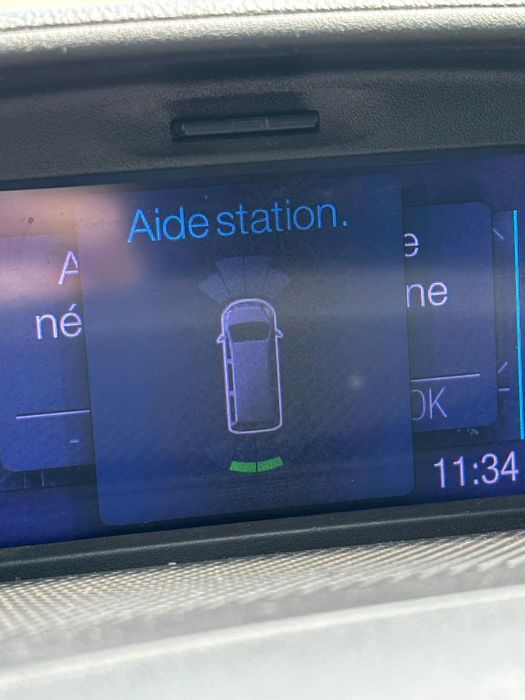 Aide station.
A
e
né
ne
OK
11:34